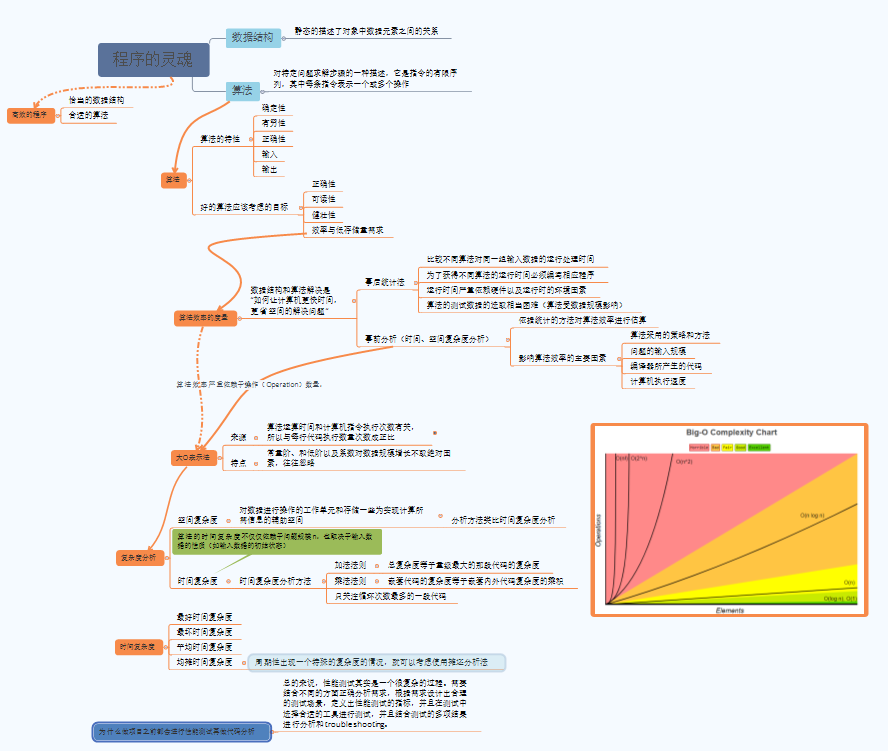 程序的灵魂
数据结构
静态的描述了对象中数据元素之间的关系
算法
对特定问题求解步骤的一种描述，它是指令的有限序
列，其中每条指令表示一个或多个操作
高效的程序
恰当的数据结构
合适的算法
算法
算法的特性
确定性
有穷性
正确性
输入
输出
好的算法应该考虑的目标
正确性
可读性
健壮性
效率与低存储量需求
算法效率的度量
数据结构和算法解决是
“如何让计算机更快时间，
更省空间的解决问题”
事后统计法
比较不同算法对同一组输入数据的运行处理时间
为了获得不同算法的运行时间必须编写相应程序
运行时间严重依赖硬件以及运行时的环境因素
算法的测试数据的选取相当困难（算法受数据规模影响）
事前分析（时间、空间复杂度分析）
依据统计的方法对算法效率进行估算
影响算法效率的主要因素
算法采用的策略和方法
问题的输入规模
编译器所产生的代码
计算机执行速度
算法效率严重依赖于操作（Operation）数量。
大O表示法
来源
算法运算时间和计算机指令执行次数有关，
所以与每行代码执行数量次数成正比
特点
常量阶、和低阶以及系数对数据规模增长不取绝对因
素，往往忽略
复杂度分析
空间复杂度
对数据进行操作的工作单元和存储一些为实现计算所
需信息的辅助空间
分析方法类比时间复杂度分析
算法的时间复杂度不仅仅依赖于问题规模n，也取决于输入数
据的性质（如输入数据的初始状态）
时间复杂度
时间复杂度分析方法
加法法则
总复杂度等于量级最大的那段代码的复杂度
乘法法则
嵌套代码的复杂度等于嵌套内外代码复杂度的乘积
只关注循环次数最多的一段代码
时间复杂度
最好时间复杂度
最坏时间复杂度
平均时间复杂度
均摊时间复杂度
周期性出现一个特殊的复杂度的情况，就可以考虑使用摊还分析法
为什么做项目之前都会进行性能测试再做代码分析
总的来说，性能测试其实是一个很复杂的过程。需要
结合不同的方面正确分析需求，根据需求设计出合理
的测试场景，定义出性能测试的指标，并且在测试中
选择合适的工具进行测试，并且结合测试的多项结果
进行分析和troubleshooting。
Big-O Complexity Chart
Horrible Bad Fair Good Excellent
O(n!) O(2^n)
O(n^2)
O(n log n)
O(n)
O(log n), O(1)
Operations
Elements